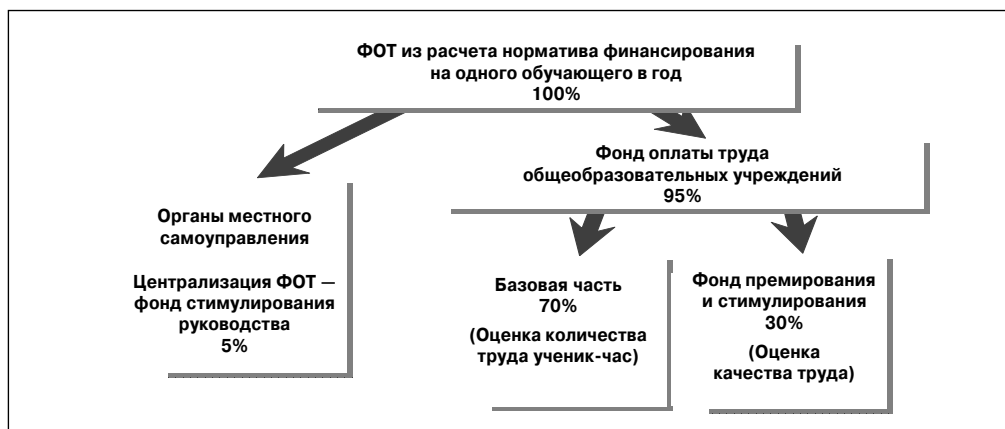 ФОТ из расчета норматива финансирования
на одного обучающего в год
100%
Фонд оплаты труда
общеобразовательных учреждений
95%
Органы местного
самоуправления
Централизация ФОТ —
фонд стимулирования
руководства
5%
Базовая часть
70%
(Оценка количества
труда ученик-час)
Фонд премирования
и стимулирования
30%
(Оценка
качества труда)